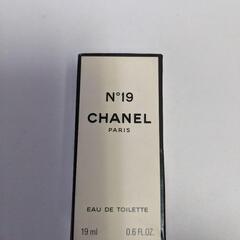 N°19
CHANEL
PARIS
EAU DE TOILETTE
19 ml 0.6 FL.OZ.